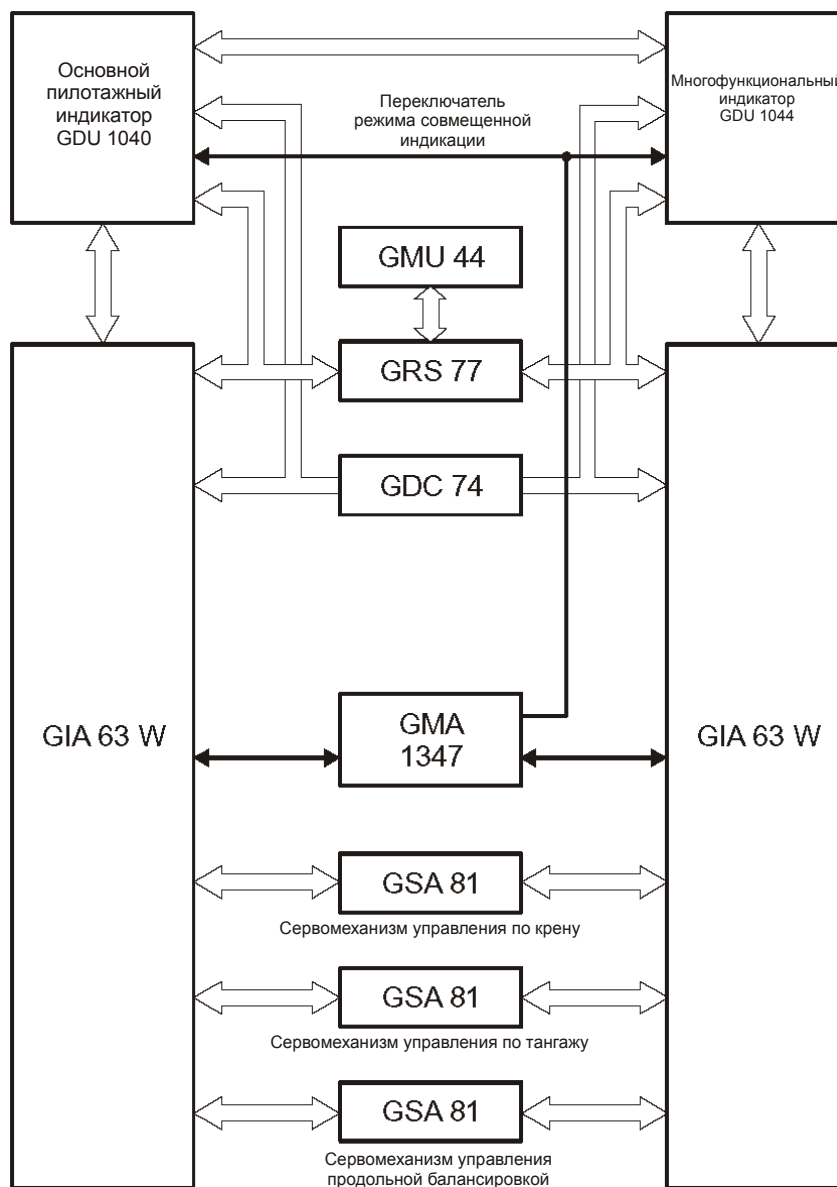 Основной
пилотажный
индикатор
GDU 1040
Переключатель
режима совмещенной
индикации
Многофункциональный
индикатор
GDU 1044
GMU 44
GRS 77
GDC 74
GIA 63 W
GMA
1347
GIA 63 W
GSA 81
Сервомеханизм управления по крену
GSA 81
Сервомеханизм управления по тангажу
GSA 81
Сервомеханизм управления
продольной балансировкой